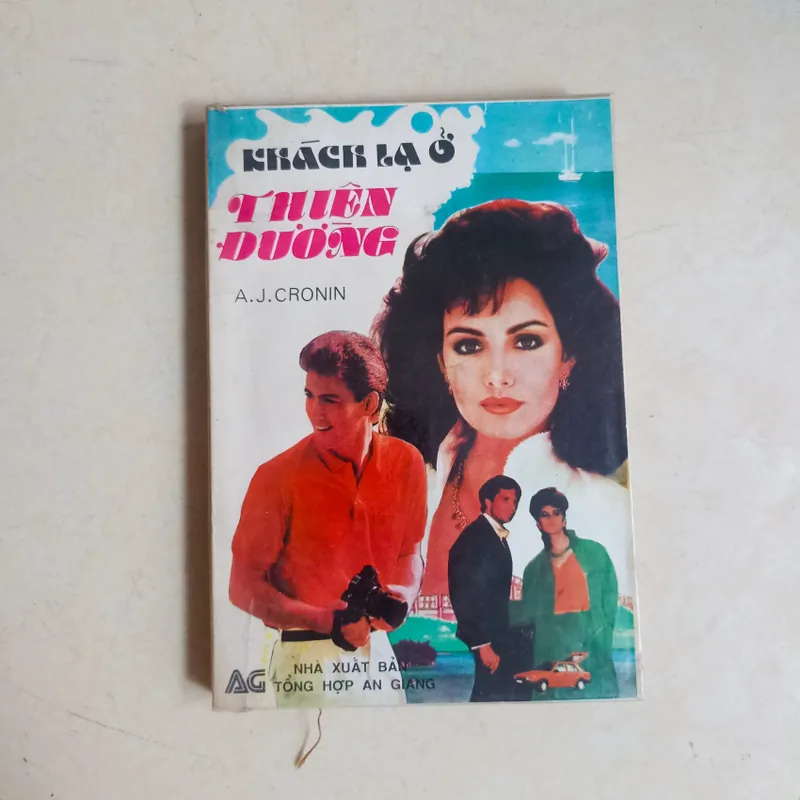 KHÁCH LẠ Ở
THIÊN
ĐƯỜNG
A.J.CRONIN
AG
NHÀ XUẤT BẢN
TỔNG HỢP AN GIANG